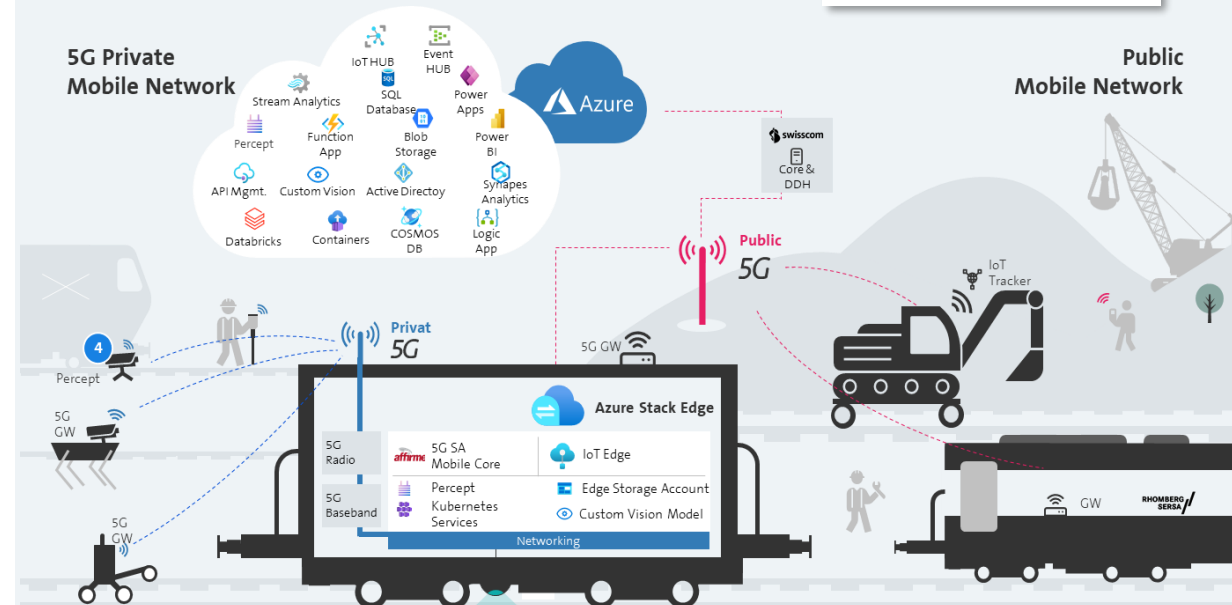 5G Private
Mobile Network
Public
Mobile Network
IoT HUB
Event
HUB
Stream Analytics
SQL
SQL
Database
Power
Apps
Azure
Percept
Function
App
Blob
Storage
Power
BI
API Mgmt.
Custom Vision
Active Directoy
Synapes
Analytics
Databricks
Containers
COSMOS
DB
Logic
App
swisscom
Core &
DDH
Public
5G
IoT
Tracker
Privat
5G
5G GW
4
Percept
5G
GW
5G
GW
Azure Stack Edge
5G
Radio
5G
Baseband
affirme
5G SA
Mobile Core
IoT Edge
Percept
Kubernetes
Services
Edge Storage Account
Custom Vision Model
Networking
GW
RHOMBERG
SERSA